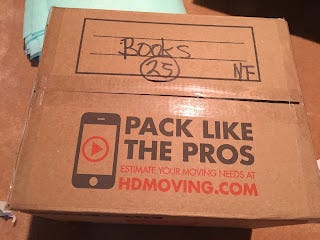 Books
25
NF
PACK LIKE
THE PROS
ESTIMATE YOUR MOVING NEEDS AT
HDMOVING.COM